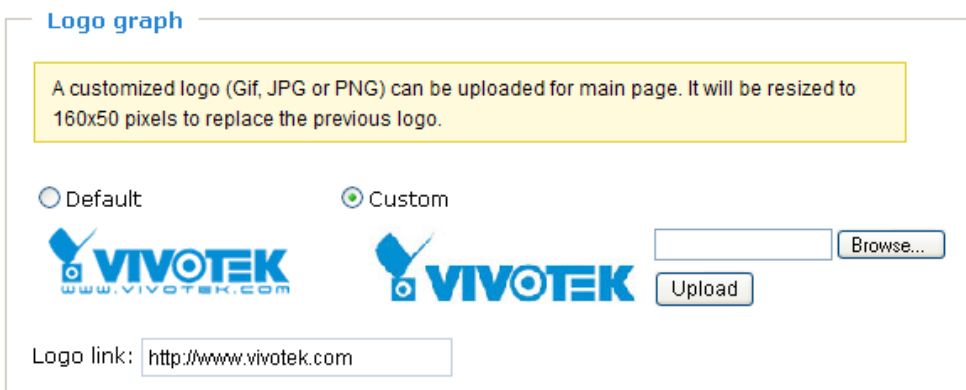 Logo graph
A customized logo (Gif, JPG or PNG) can be uploaded for main page. It will be resized to
160x50 pixels to replace the previous logo.
Default
Custom
VIVOTEK
www.vivotek.com
VIVOTEK
Browse...
Upload
Logo link: http://www.vivotek.com